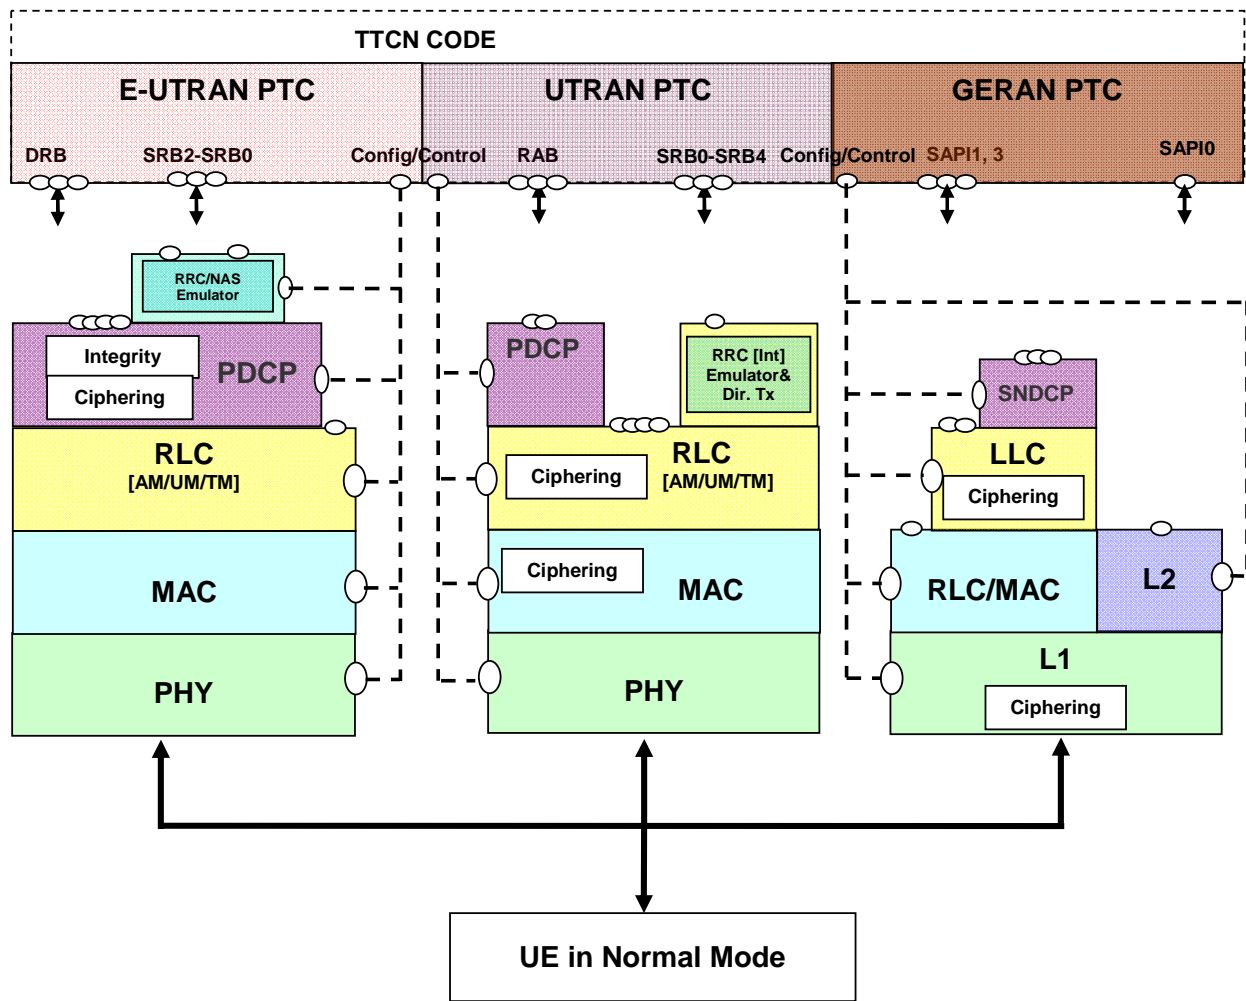 TTCN CODE
E-UTRAN PTC
UTRAN PTC
GERAN PTC
DRB
SRB2-SRB0
Config/Control
RAB
SRB0-SRB4
Config/Control
SAPI1, 3
SAPI0
RRC/NAS
Emulator
Integrity
Ciphering
PDCP
RLC
[AM/UM/TM]
MAC
PHY
PDCP
RRC [Int]
Emulator&
Dir. Tx
Ciphering
RLC
[AM/UM/TM]
Ciphering
MAC
PHY
SNDCP
LLC
Ciphering
RLC/MAC
L2
L1
Ciphering
UE in Normal Mode